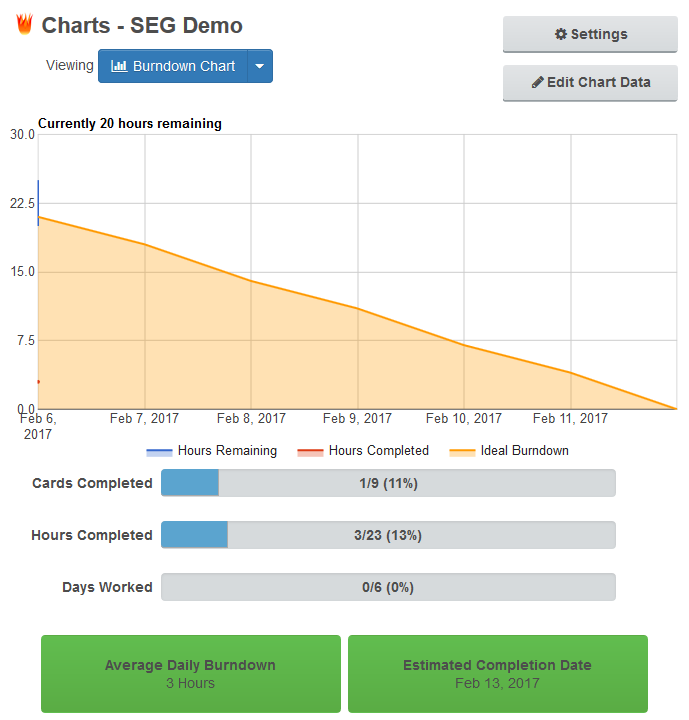 Charts - SEG Demo
Settings
Viewing
Burndown Chart
Edit Chart Data
Currently 20 hours remaining
30.0
22.5
15.0
7.5
0.0
Feb 6,
2017
Feb 7, 2017
Feb 8, 2017
Feb 9, 2017
Feb 10, 2017
Feb 11, 2017
Hours Remaining
Hours Completed
Ideal Burndown
Cards Completed
1/9 (11%)
Hours Completed
3/23 (13%)
Days Worked
0/6 (0%)
Average Daily Burndown
3 Hours
Estimated Completion Date
Feb 13, 2017